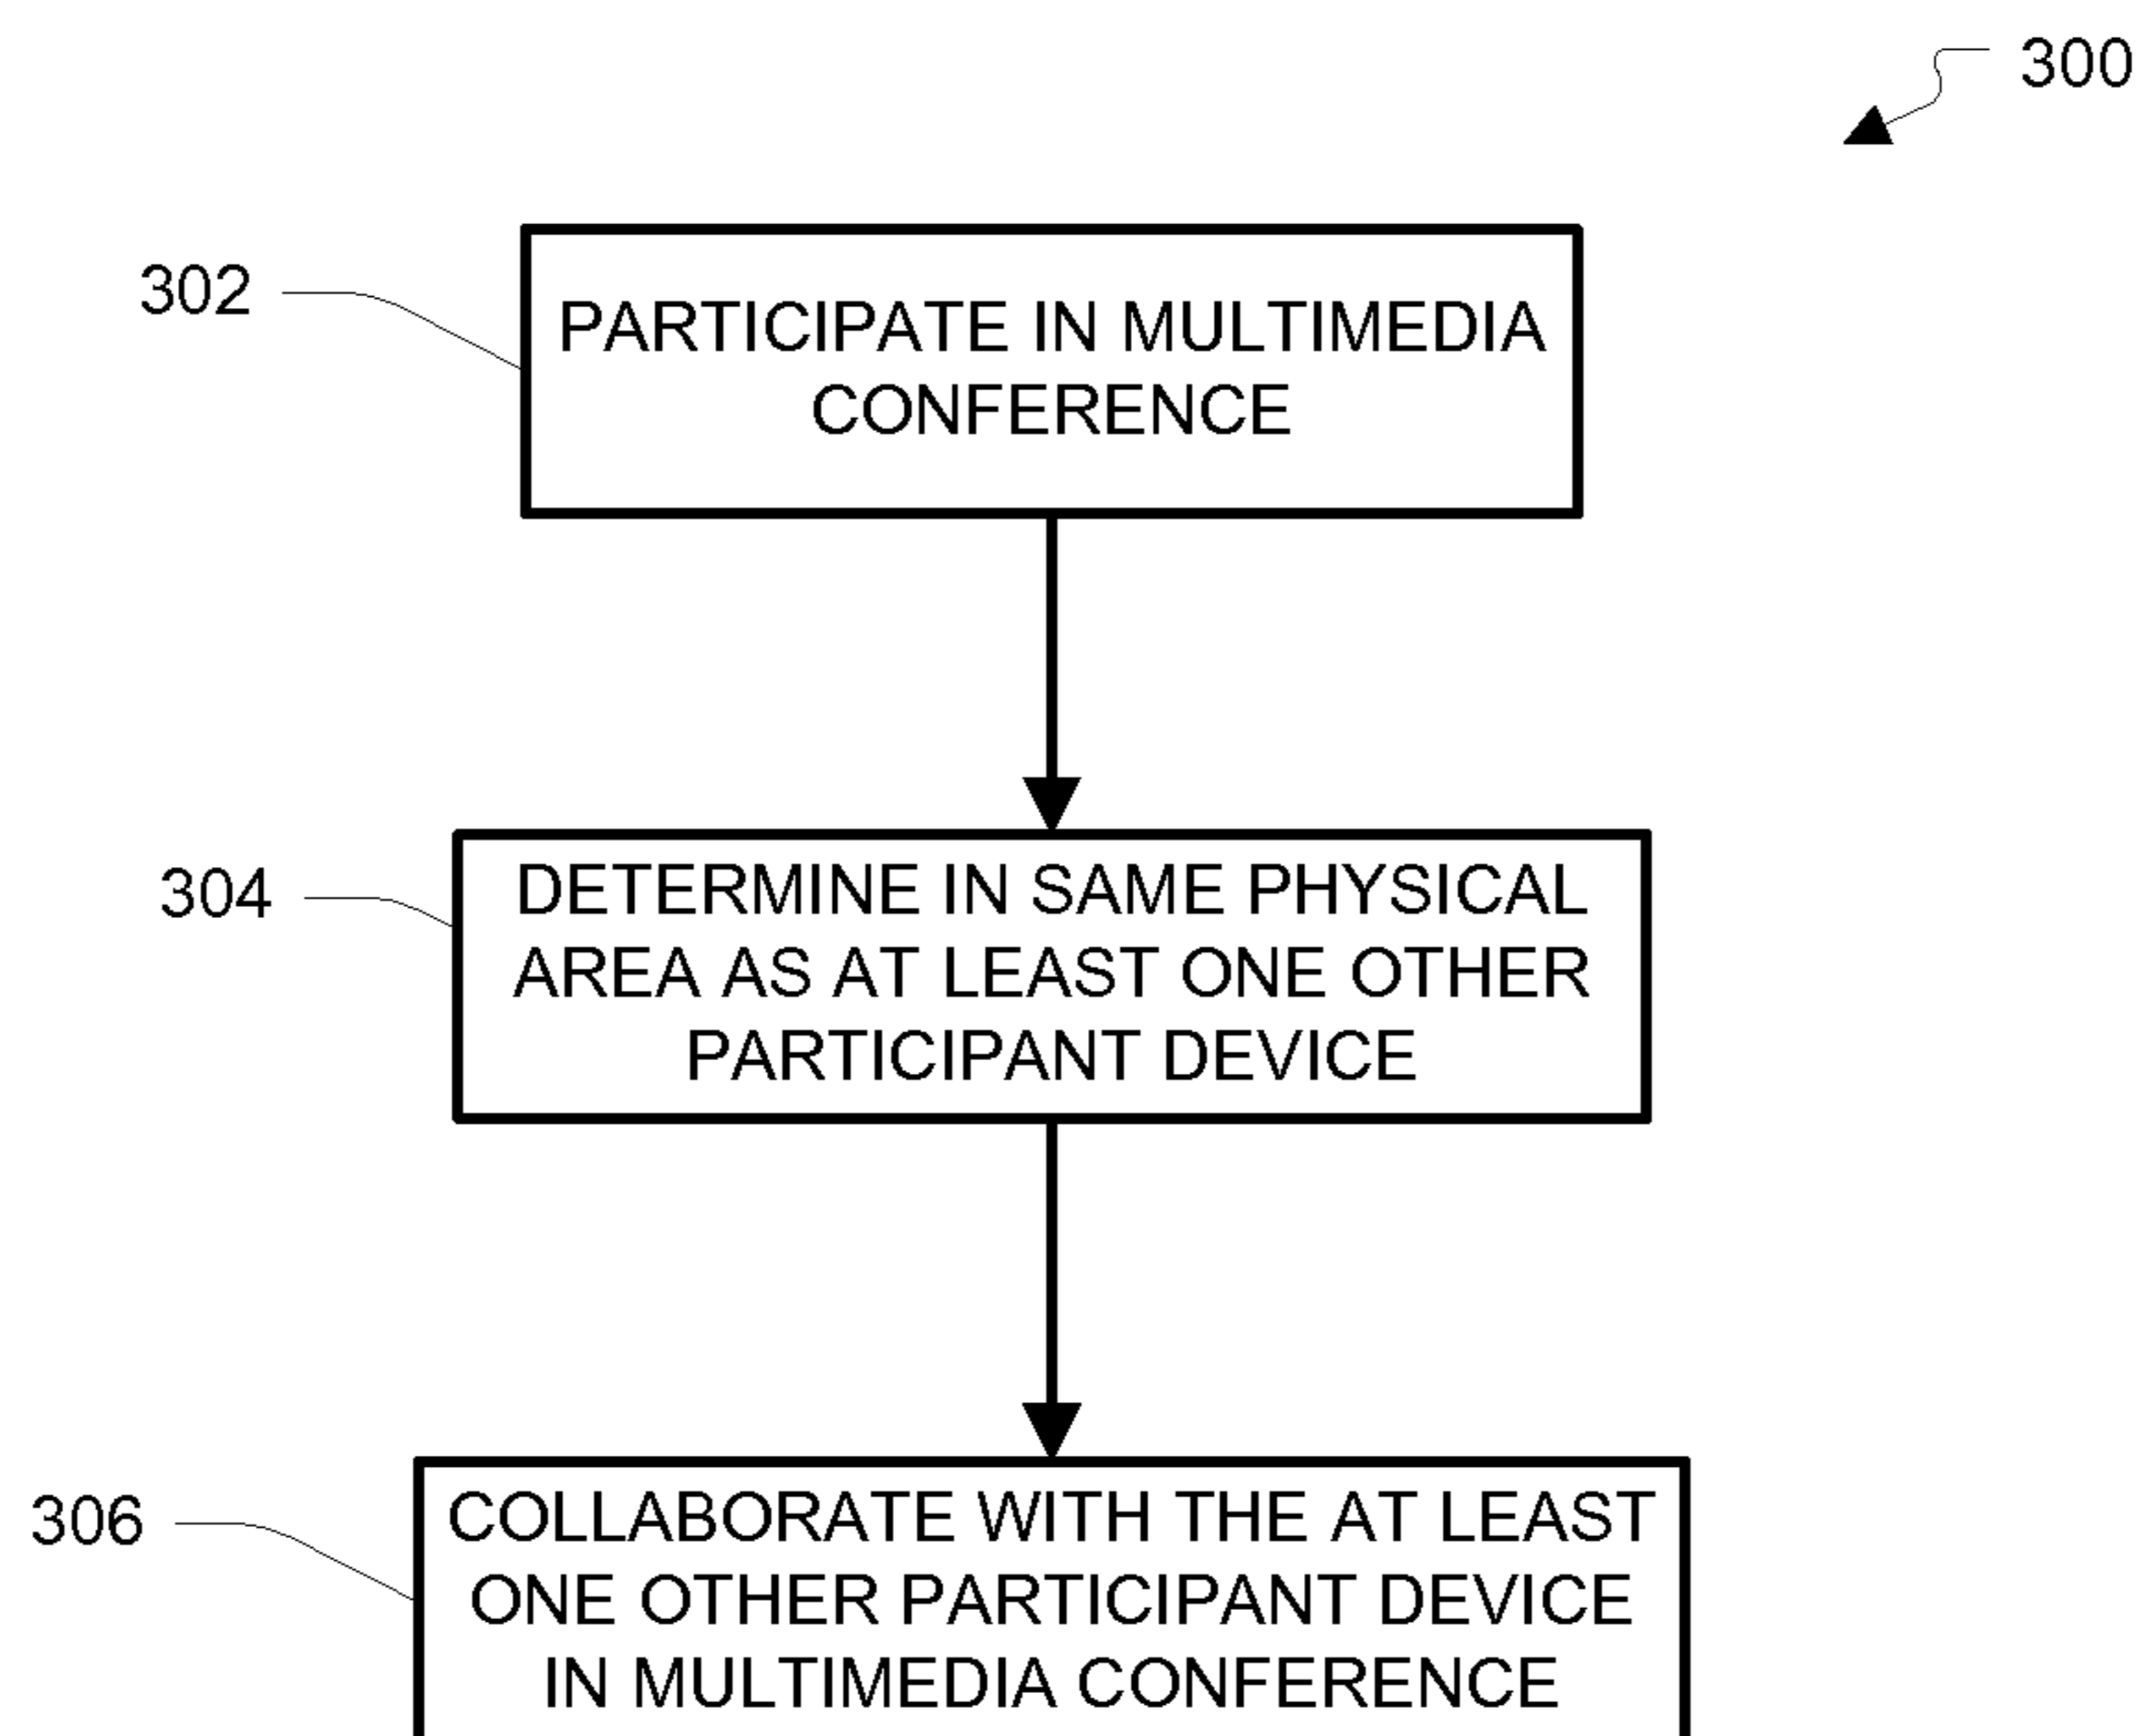 300
302
PARTICIPATE IN MULTIMEDIA
CONFERENCE
304
DETERMINE IN SAME PHYSICAL
AREA AS AT LEAST ONE OTHER
PARTICIPANT DEVICE
306
COLLABORATE WITH THE AT LEAST
ONE OTHER PARTICIPANT DEVICE
IN MULTIMEDIA CONFERENCE